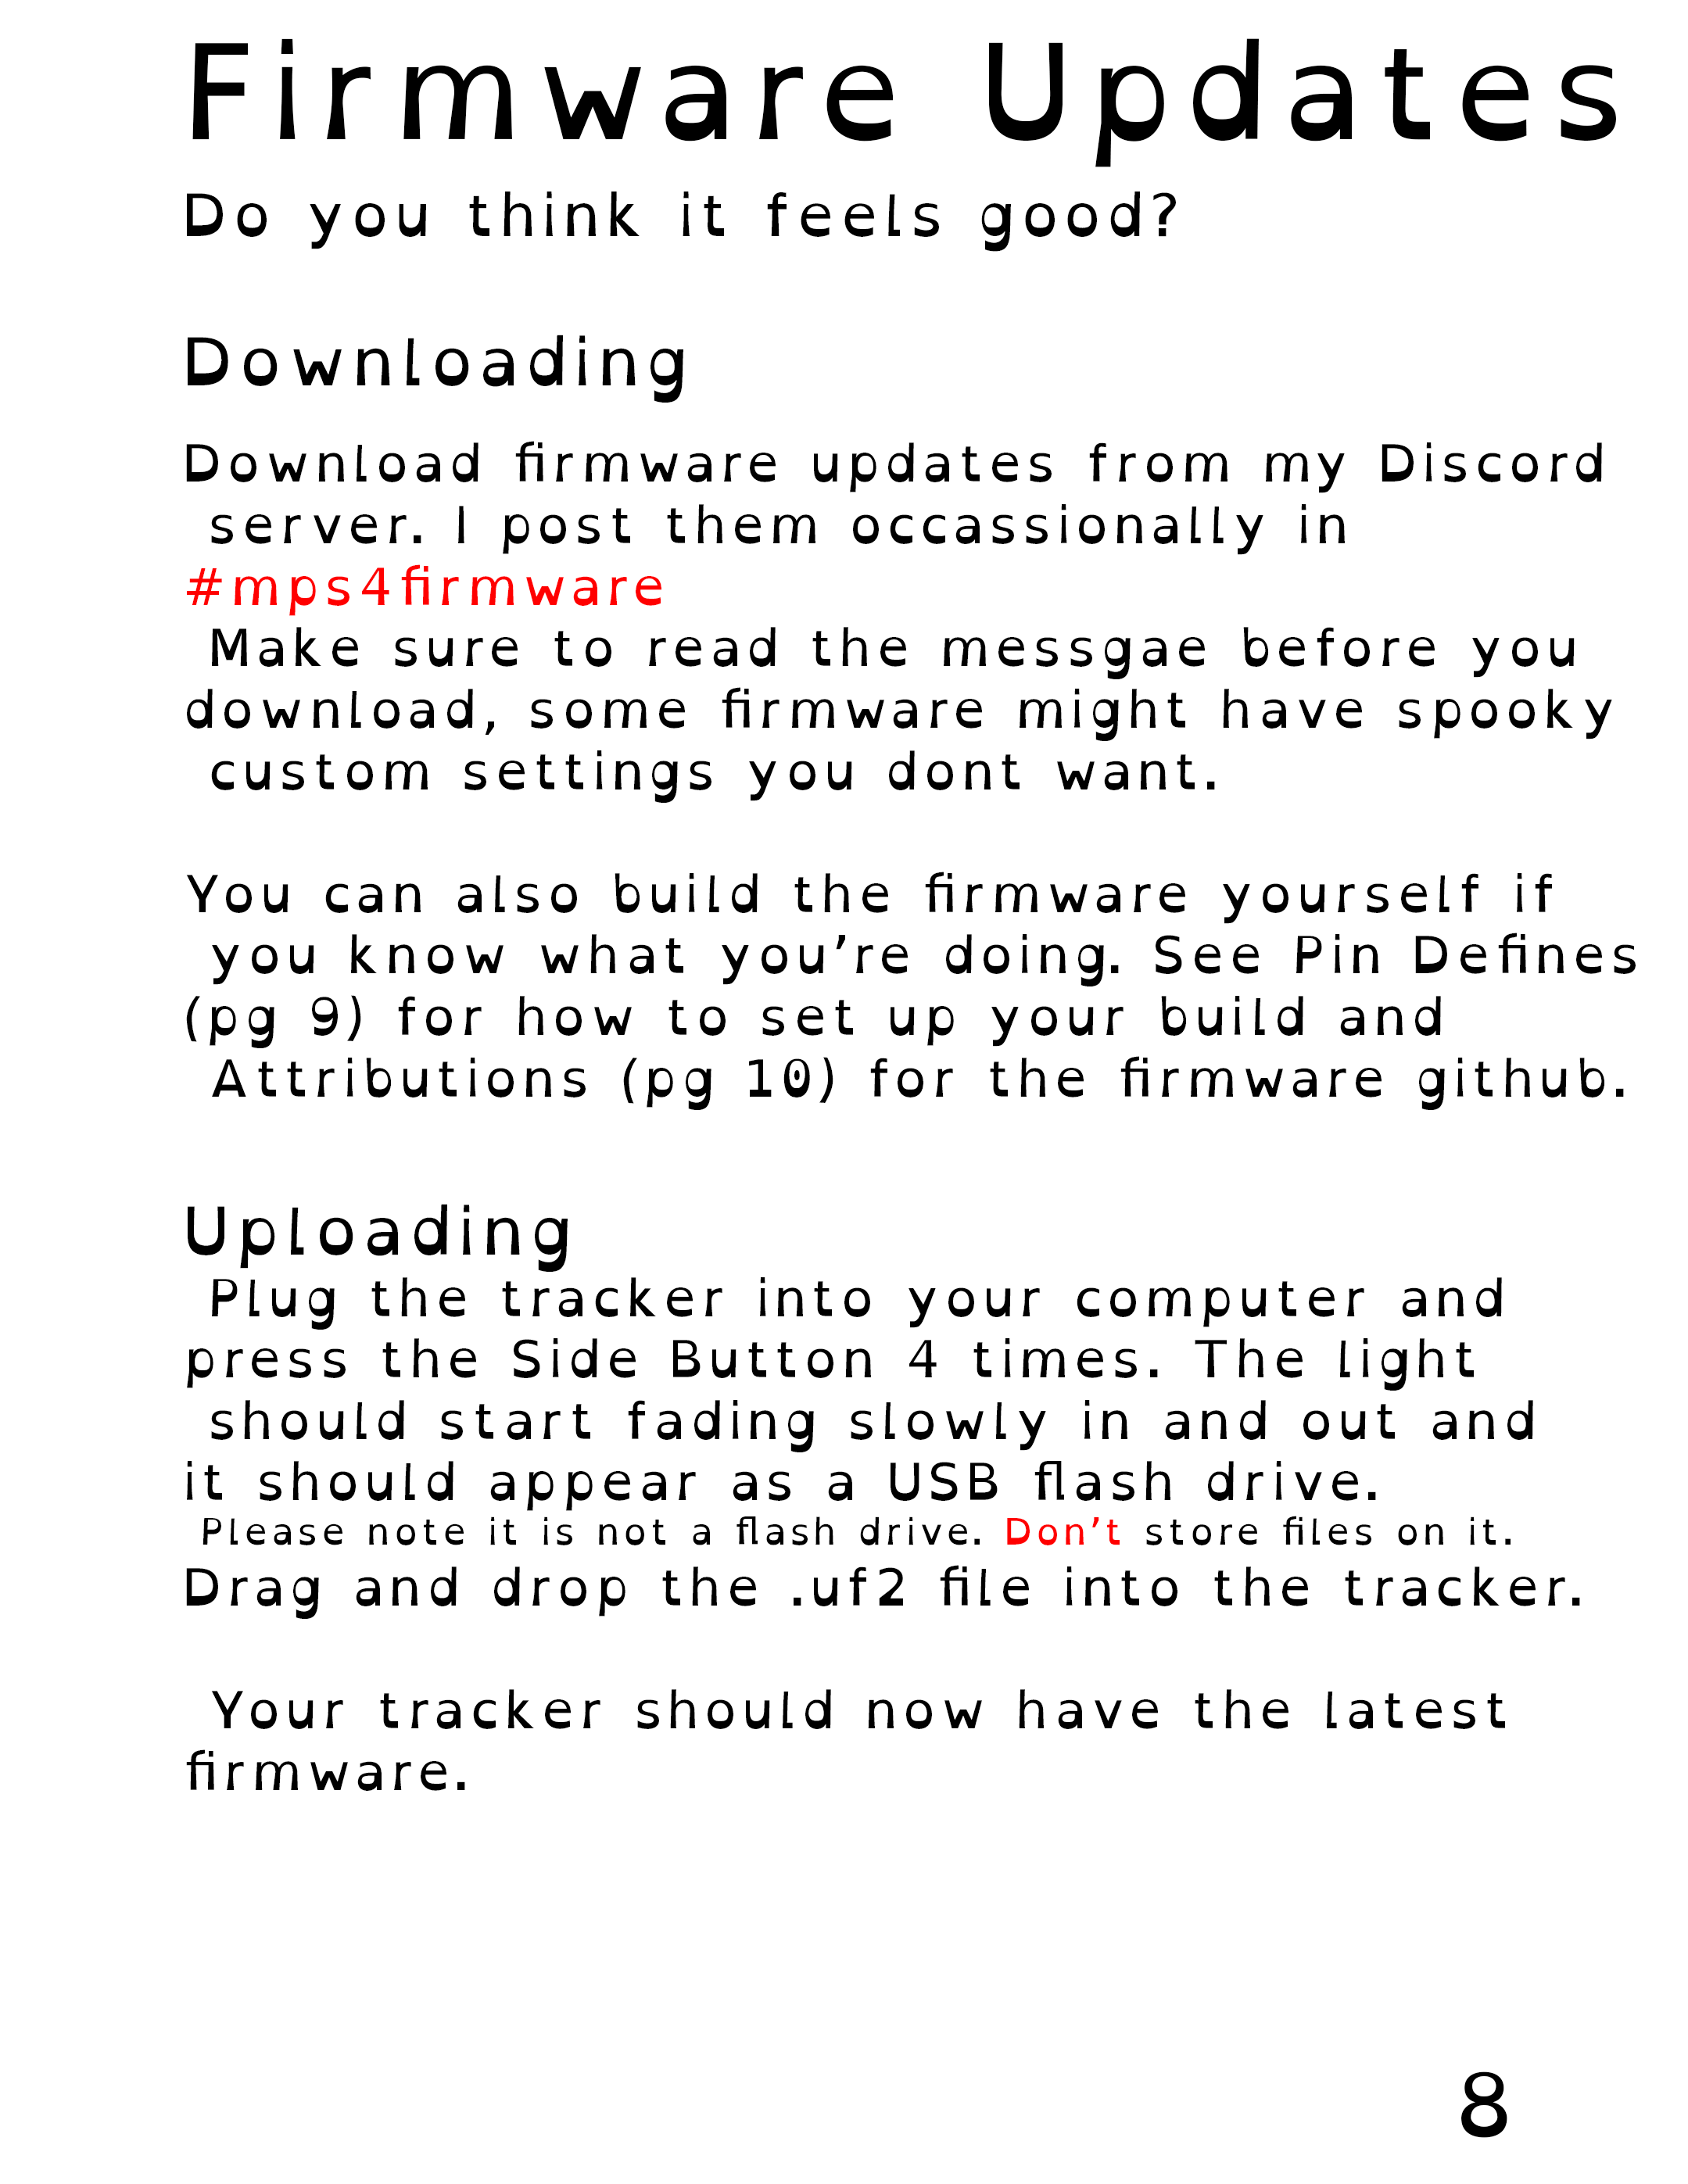 Firmware Updates
Do you think it feels good?
Downloading
Download firmware updates from my Discord
server. I post them occassionally in
#mps4firmware
Make sure to read the messgae before you
download, some firmware might have spooky
custom settings you dont want.
You can also build the firmware yourself if
you know what you’re doing. See Pin Defines
(pg 9) for how to set up your build and
Attributions (pg 10) for the firmware github.
Uploading
Plug the tracker into your computer and
press the Side Button 4 times. The light
should start fading slowly in and out and
it should appear as a USB flash drive.
Please note it is not a flash drive. Don’t store files on it.
Drag and drop the .uf2 file into the tracker.
Your tracker should now have the latest
firmware.
8